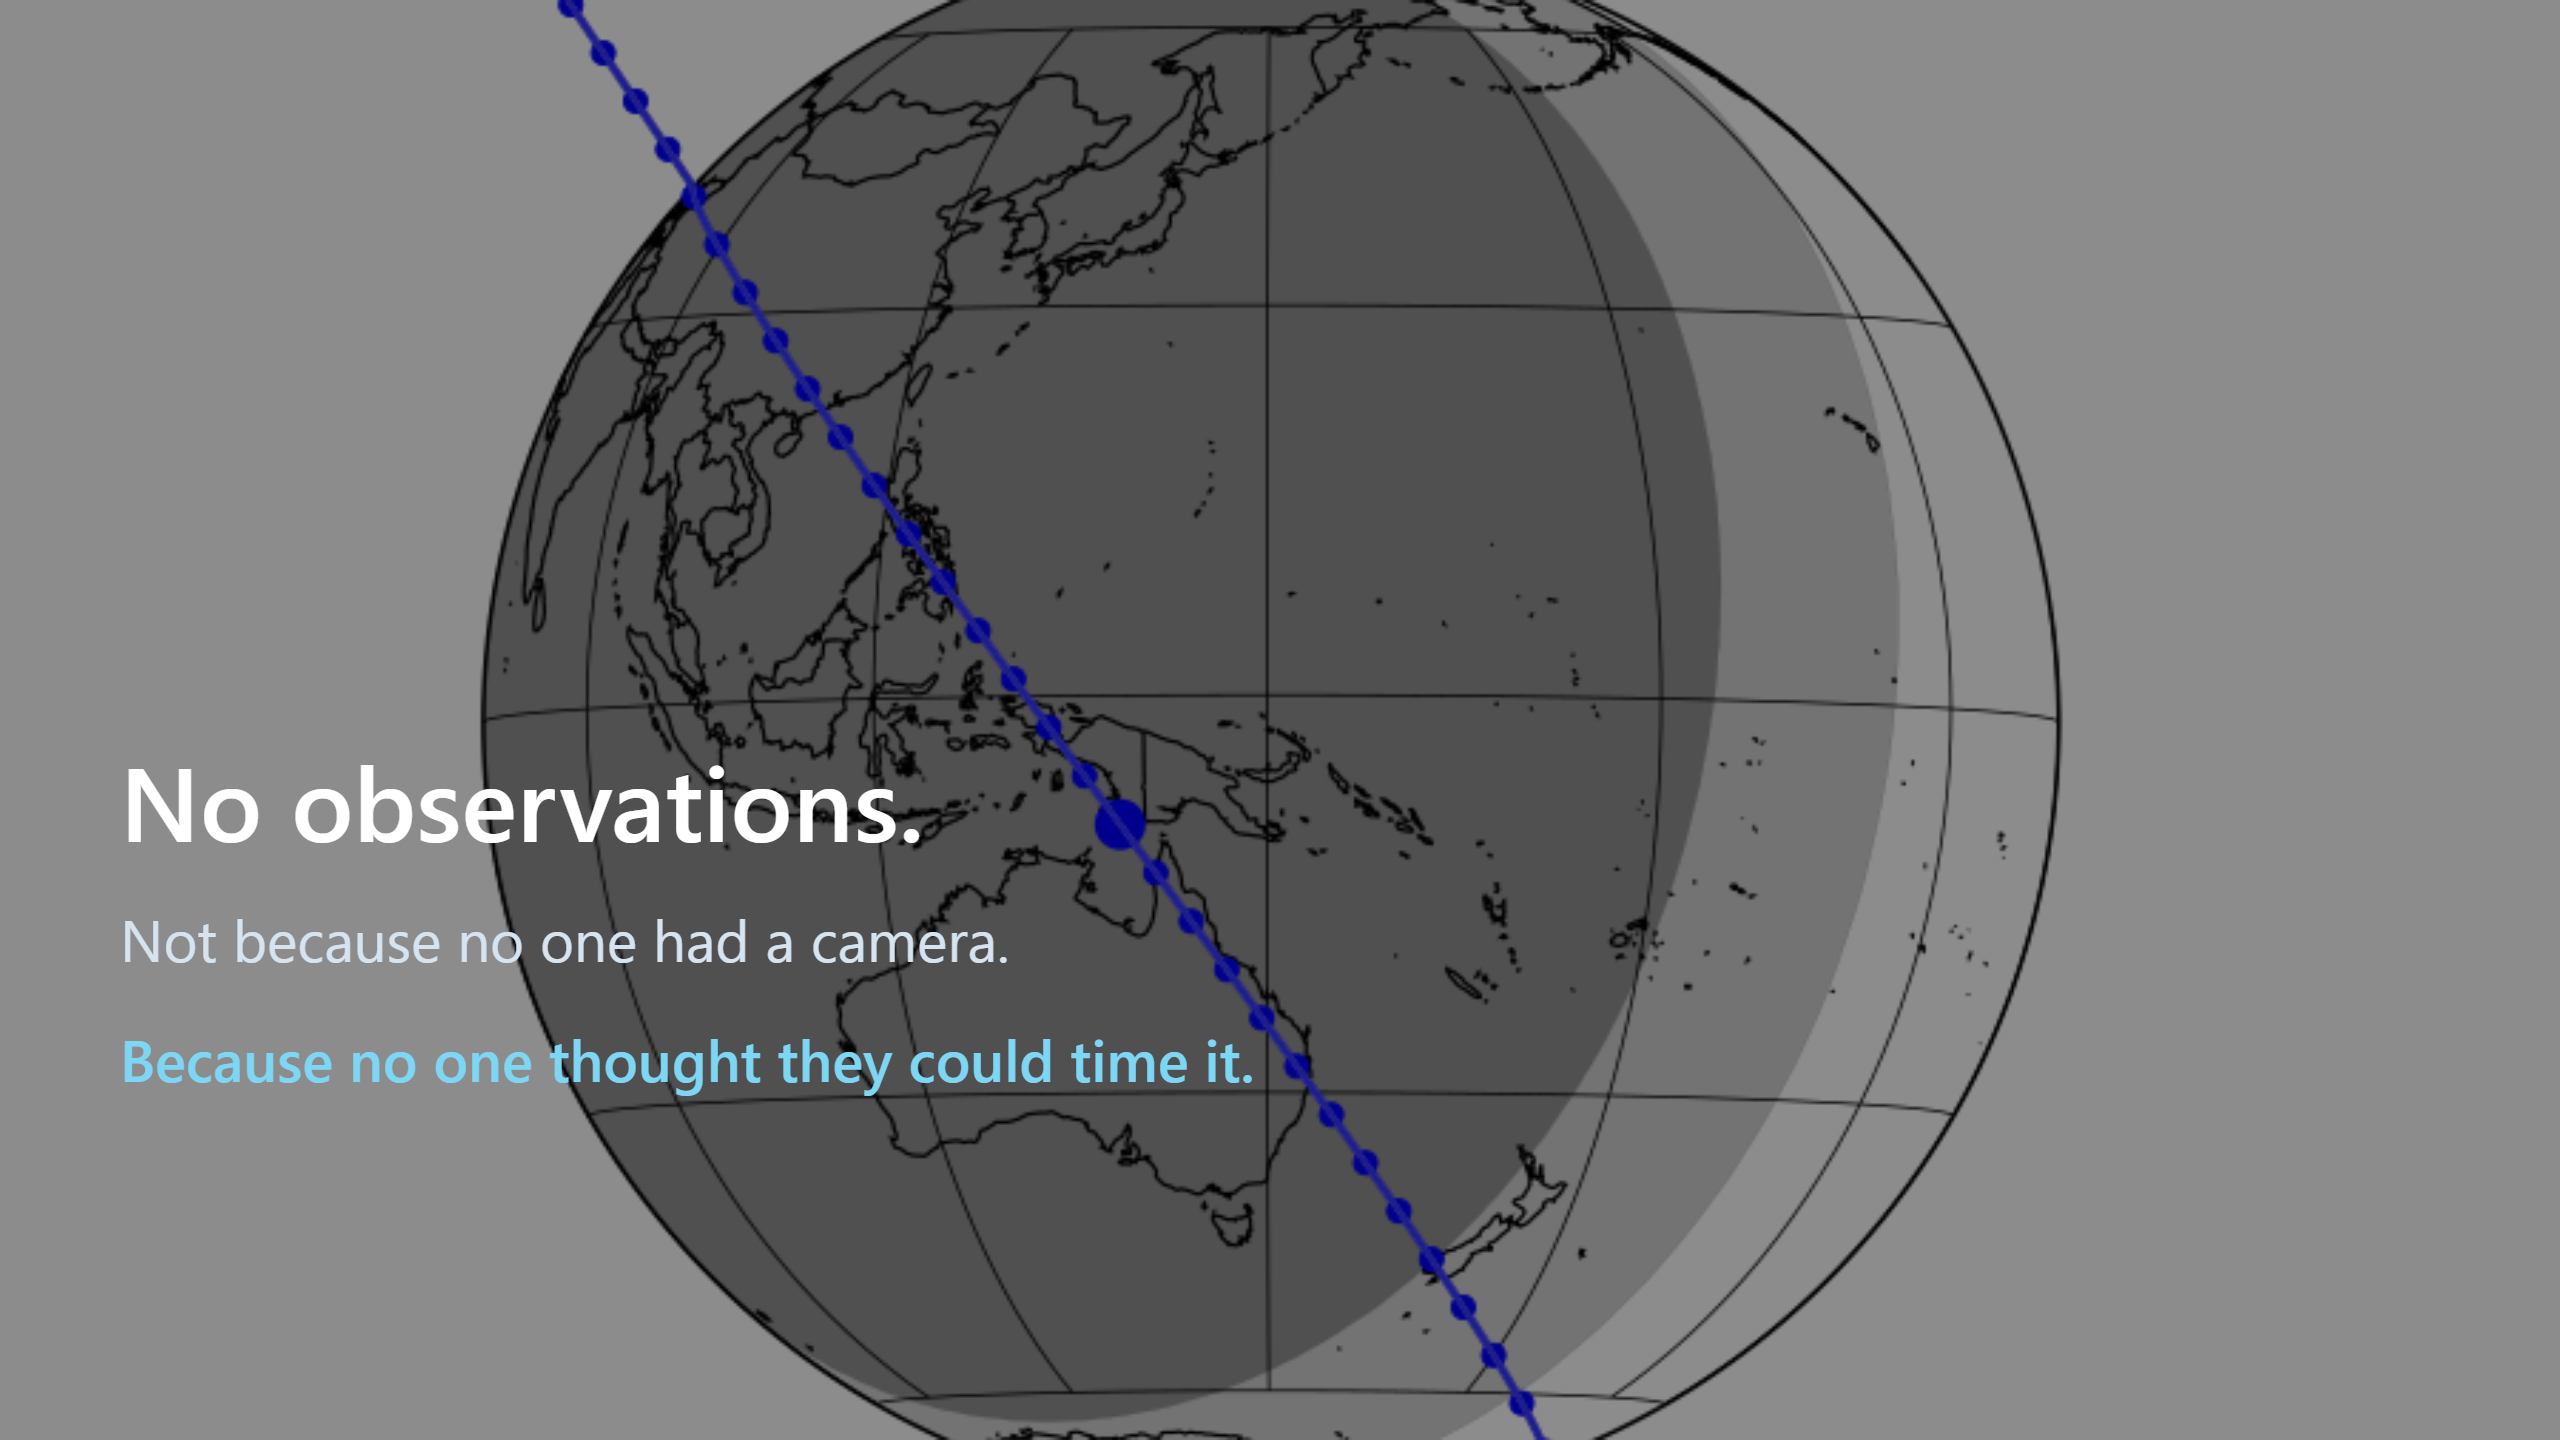 No observations.
Not because no one had a camera.
Because no one thought they could time it.